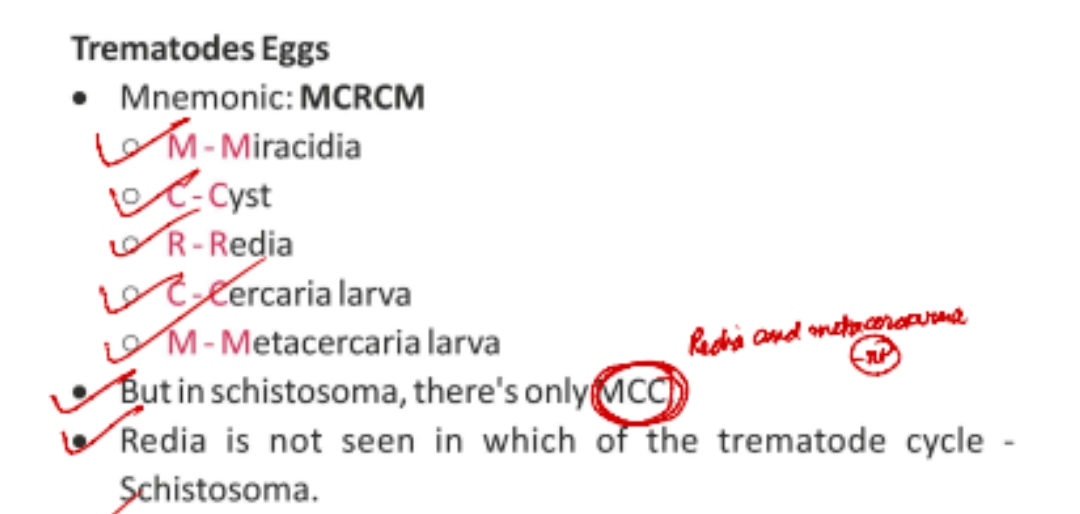 Trematodes Eggs
• Mnemonic: MCRCM
○ M - Miracidia
○ C - Cyst
○ R - Redia
○ C - Cercaria larva
○ M - Metacercaria larva
Redia and metacercaria
• But in schistosoma, there's only MCC
• Redia is not seen in which of the trematode cycle -
Schistosoma.